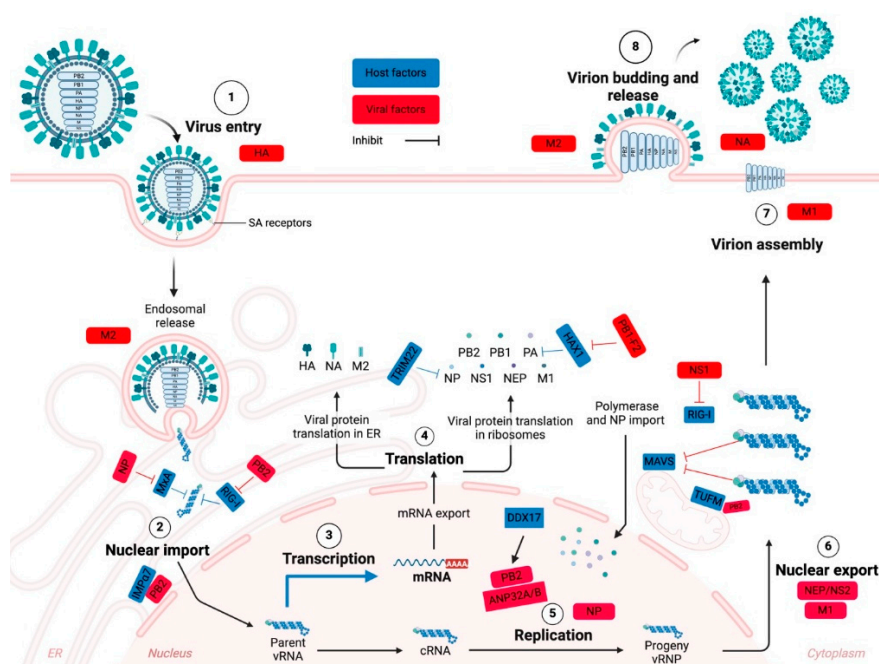 1
Virus entry
HA
PB2
PB1
PA
HA
NP
NA
M
Host factors
Viral factors
Inhibit
8
Virion budding and
release
M2
PB2
PB1
PA
NA
SA receptors
7
M1
Virion assembly
Endosomal
release
M2
HA NA M2
TRIM22
PB2 PB1 PA
NP NS1 NEP M1
HAX1
PB1-F2
NS1
RIG-I
Viral protein
translation in ER
4
Translation
Viral protein translation
in ribosomes
Polymerase
and NP import
MAVS
TUFM
PB2
NP
MxA
RIG-I
PB2
2
Nuclear import
IMPα7
PB2
3
Transcription
mRNA export
AAAA
mRNA
DDX17
PB2
ANP32A/B
5
Replication
NP
6
Nuclear export
NEP/NS2
M1
ER
Nucleus
Parent
vRNA
cRNA
Progeny
vRNP
Cytoplasm